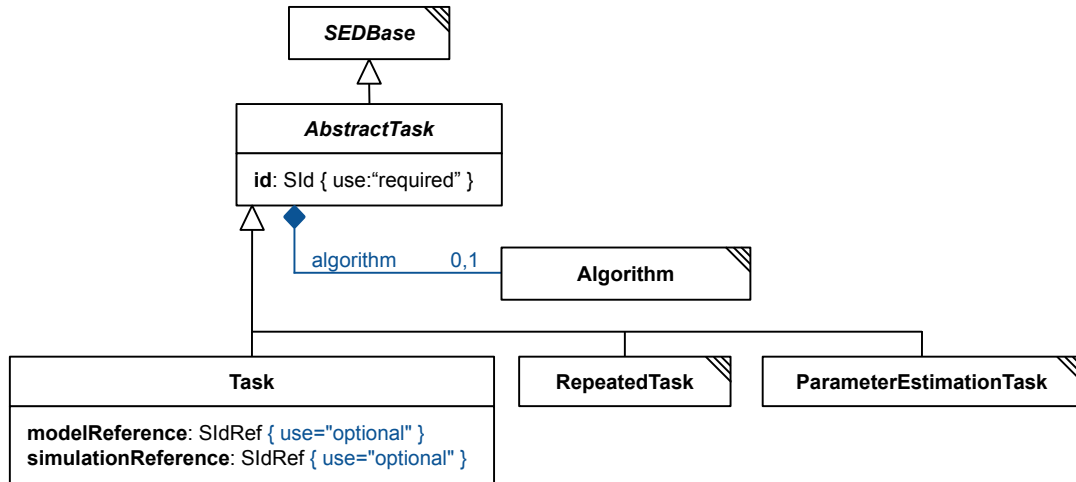 SEDBase
AbstractTask
id: SId { use:“required” }
algorithm 0,1
Algorithm
Task
RepeatedTask
ParameterEstimationTask
modelReference: SIdRef { use="optional" }
simulationReference: SIdRef { use="optional" }